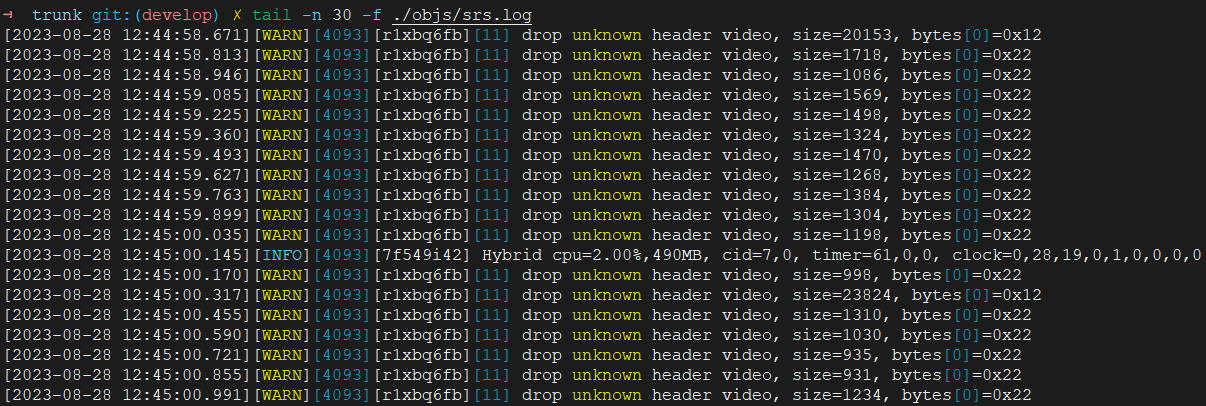 ⊣ trunk git:(develop) ✗ tail -n 30 -f ./objs/srs.log
[2023-08-28 12:44:58.671][WARN][4093][r1xbq6fb][11] drop unknown header video, size=20153, bytes[0]=0x12
[2023-08-28 12:44:58.813][WARN][4093][r1xbq6fb][11] drop unknown header video, size=1718, bytes[0]=0x22
[2023-08-28 12:44:58.946][WARN][4093][r1xbq6fb][11] drop unknown header video, size=1086, bytes[0]=0x22
[2023-08-28 12:44:59.085][WARN][4093][r1xbq6fb][11] drop unknown header video, size=1569, bytes[0]=0x22
[2023-08-28 12:44:59.225][WARN][4093][r1xbq6fb][11] drop unknown header video, size=1498, bytes[0]=0x22
[2023-08-28 12:44:59.360][WARN][4093][r1xbq6fb][11] drop unknown header video, size=1324, bytes[0]=0x22
[2023-08-28 12:44:59.493][WARN][4093][r1xbq6fb][11] drop unknown header video, size=1470, bytes[0]=0x22
[2023-08-28 12:44:59.627][WARN][4093][r1xbq6fb][11] drop unknown header video, size=1268, bytes[0]=0x22
[2023-08-28 12:44:59.763][WARN][4093][r1xbq6fb][11] drop unknown header video, size=1384, bytes[0]=0x22
[2023-08-28 12:44:59.899][WARN][4093][r1xbq6fb][11] drop unknown header video, size=1304, bytes[0]=0x22
[2023-08-28 12:45:00.035][WARN][4093][r1xbq6fb][11] drop unknown header video, size=1198, bytes[0]=0x22
[2023-08-28 12:45:00.145][INFO][4093][7f549i42] Hybrid cpu=2.00%,490MB, cid=7,0, timer=61,0,0, clock=0,28,19,0,1,0,0,0,0
[2023-08-28 12:45:00.170][WARN][4093][r1xbq6fb][11] drop unknown header video, size=998, bytes[0]=0x22
[2023-08-28 12:45:00.317][WARN][4093][r1xbq6fb][11] drop unknown header video, size=23824, bytes[0]=0x12
[2023-08-28 12:45:00.455][WARN][4093][r1xbq6fb][11] drop unknown header video, size=1310, bytes[0]=0x22
[2023-08-28 12:45:00.590][WARN][4093][r1xbq6fb][11] drop unknown header video, size=1030, bytes[0]=0x22
[2023-08-28 12:45:00.721][WARN][4093][r1xbq6fb][11] drop unknown header video, size=935, bytes[0]=0x22
[2023-08-28 12:45:00.855][WARN][4093][r1xbq6fb][11] drop unknown header video, size=931, bytes[0]=0x22
[2023-08-28 12:45:00.991][WARN][4093][r1xbq6fb][11] drop unknown header video, size=1234, bytes[0]=0x22